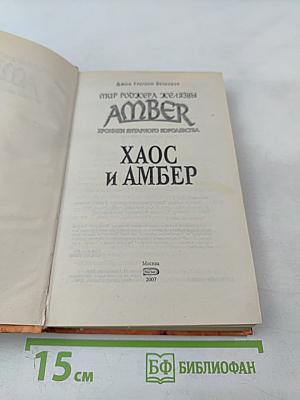 Джон Грегори Бетанкур
МИР РОДЖЕРА ЖЕЛЯЗНЫ
AMBER
ХРОНИКИ ЯНТАРНОГО КОРОЛЕВСТВА
ХАОС
и АМБЕР
Москва
2007
15 см
БФ БИБЛИОФАН